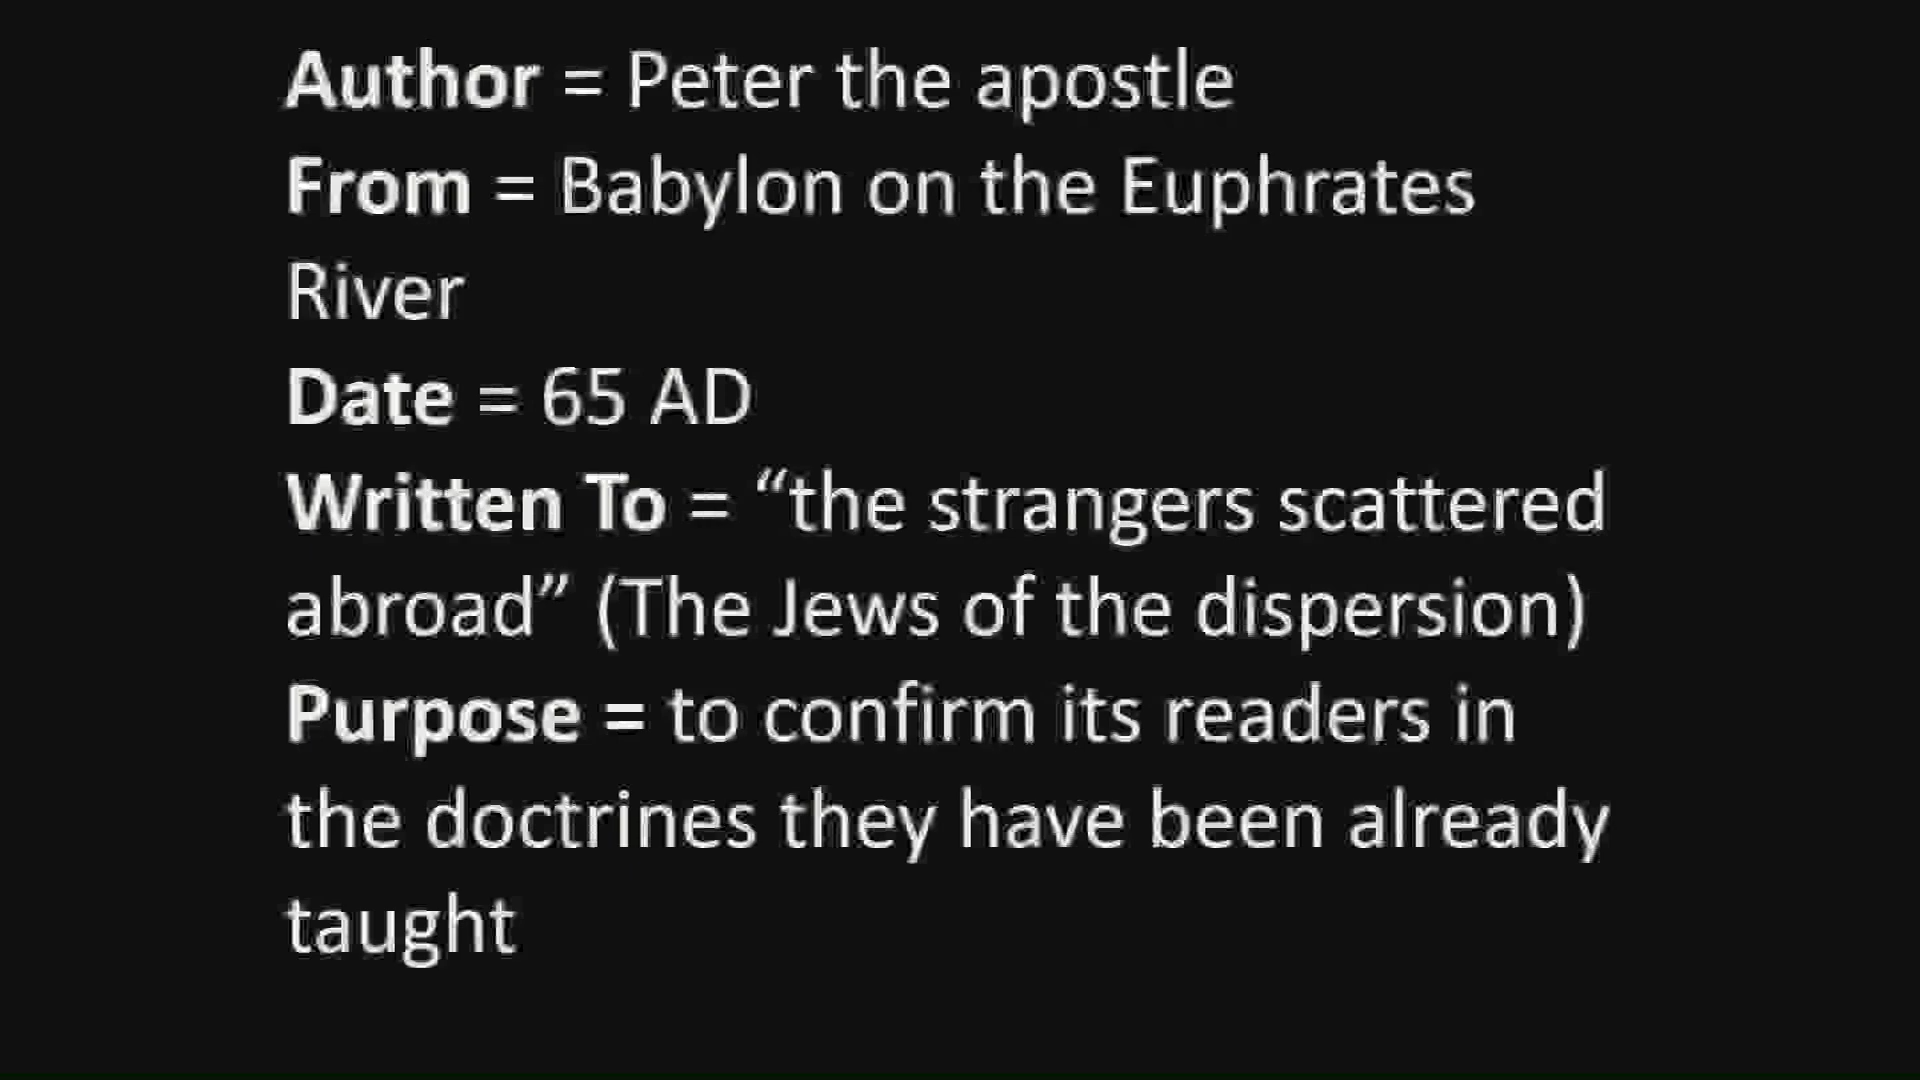 Author = Peter the apostle
From = Babylon on the Euphrates
River
Date = 65 AD
Written To = “the strangers scattered
abroad” (The Jews of the dispersion)
Purpose = to confirm its readers in
the doctrines they have been already
taught